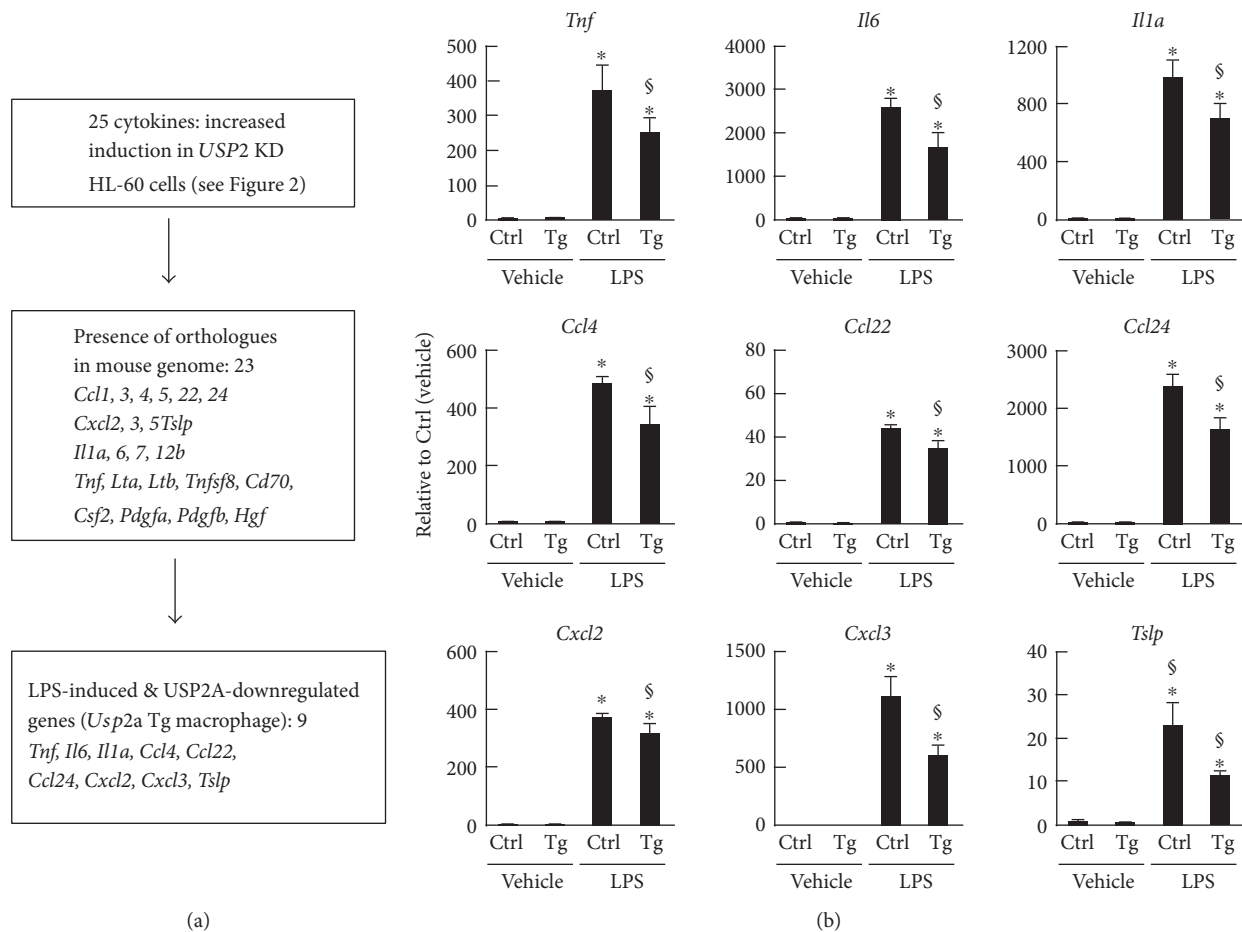 25 cytokines: increased
induction in USP2 KD
HL-60 cells (see Figure 2)
Presence of orthologues
in mouse genome: 23
Ccl1, 3, 4, 5, 22, 24
Cxcl2, 3, 5Tslp
Il1a, 6, 7, 12b
Tnf, Lta, Ltb, Tnfsf8, Cd70,
Csf2, Pdgfa, Pdgfb, Hgf
LPS-induced & USP2A-downregulated
genes (Usp2a Tg macrophage): 9
Tnf, Il6, Il1a, Ccl4, Ccl22,
Ccl24, Cxcl2, Cxcl3, Tslp
(a)
Relative to Ctrl (vehicle)
Tnf
500
400
300
200
100
0
*
§
*
Ctrl Tg Ctrl Tg
Vehicle LPS
Il6
4000
3000
2000
1000
0
*
§
*
Ctrl Tg Ctrl Tg
Vehicle LPS
Il1a
1200
800
400
0
*
§
*
Ctrl Tg Ctrl Tg
Vehicle LPS
Ccl4
600
400
200
0
*
§
*
Ctrl Tg Ctrl Tg
Vehicle LPS
Ccl22
80
60
40
20
0
*
§
*
Ctrl Tg Ctrl Tg
Vehicle LPS
Ccl24
3000
2000
1000
0
*
§
*
Ctrl Tg Ctrl Tg
Vehicle LPS
Cxcl2
600
400
200
0
*
§
*
Ctrl Tg Ctrl Tg
Vehicle LPS
Cxcl3
1500
1000
500
0
*
§
*
Ctrl Tg Ctrl Tg
Vehicle LPS
Tslp
40
30
20
10
0
§
*
§
*
Ctrl Tg Ctrl Tg
Vehicle LPS
(b)